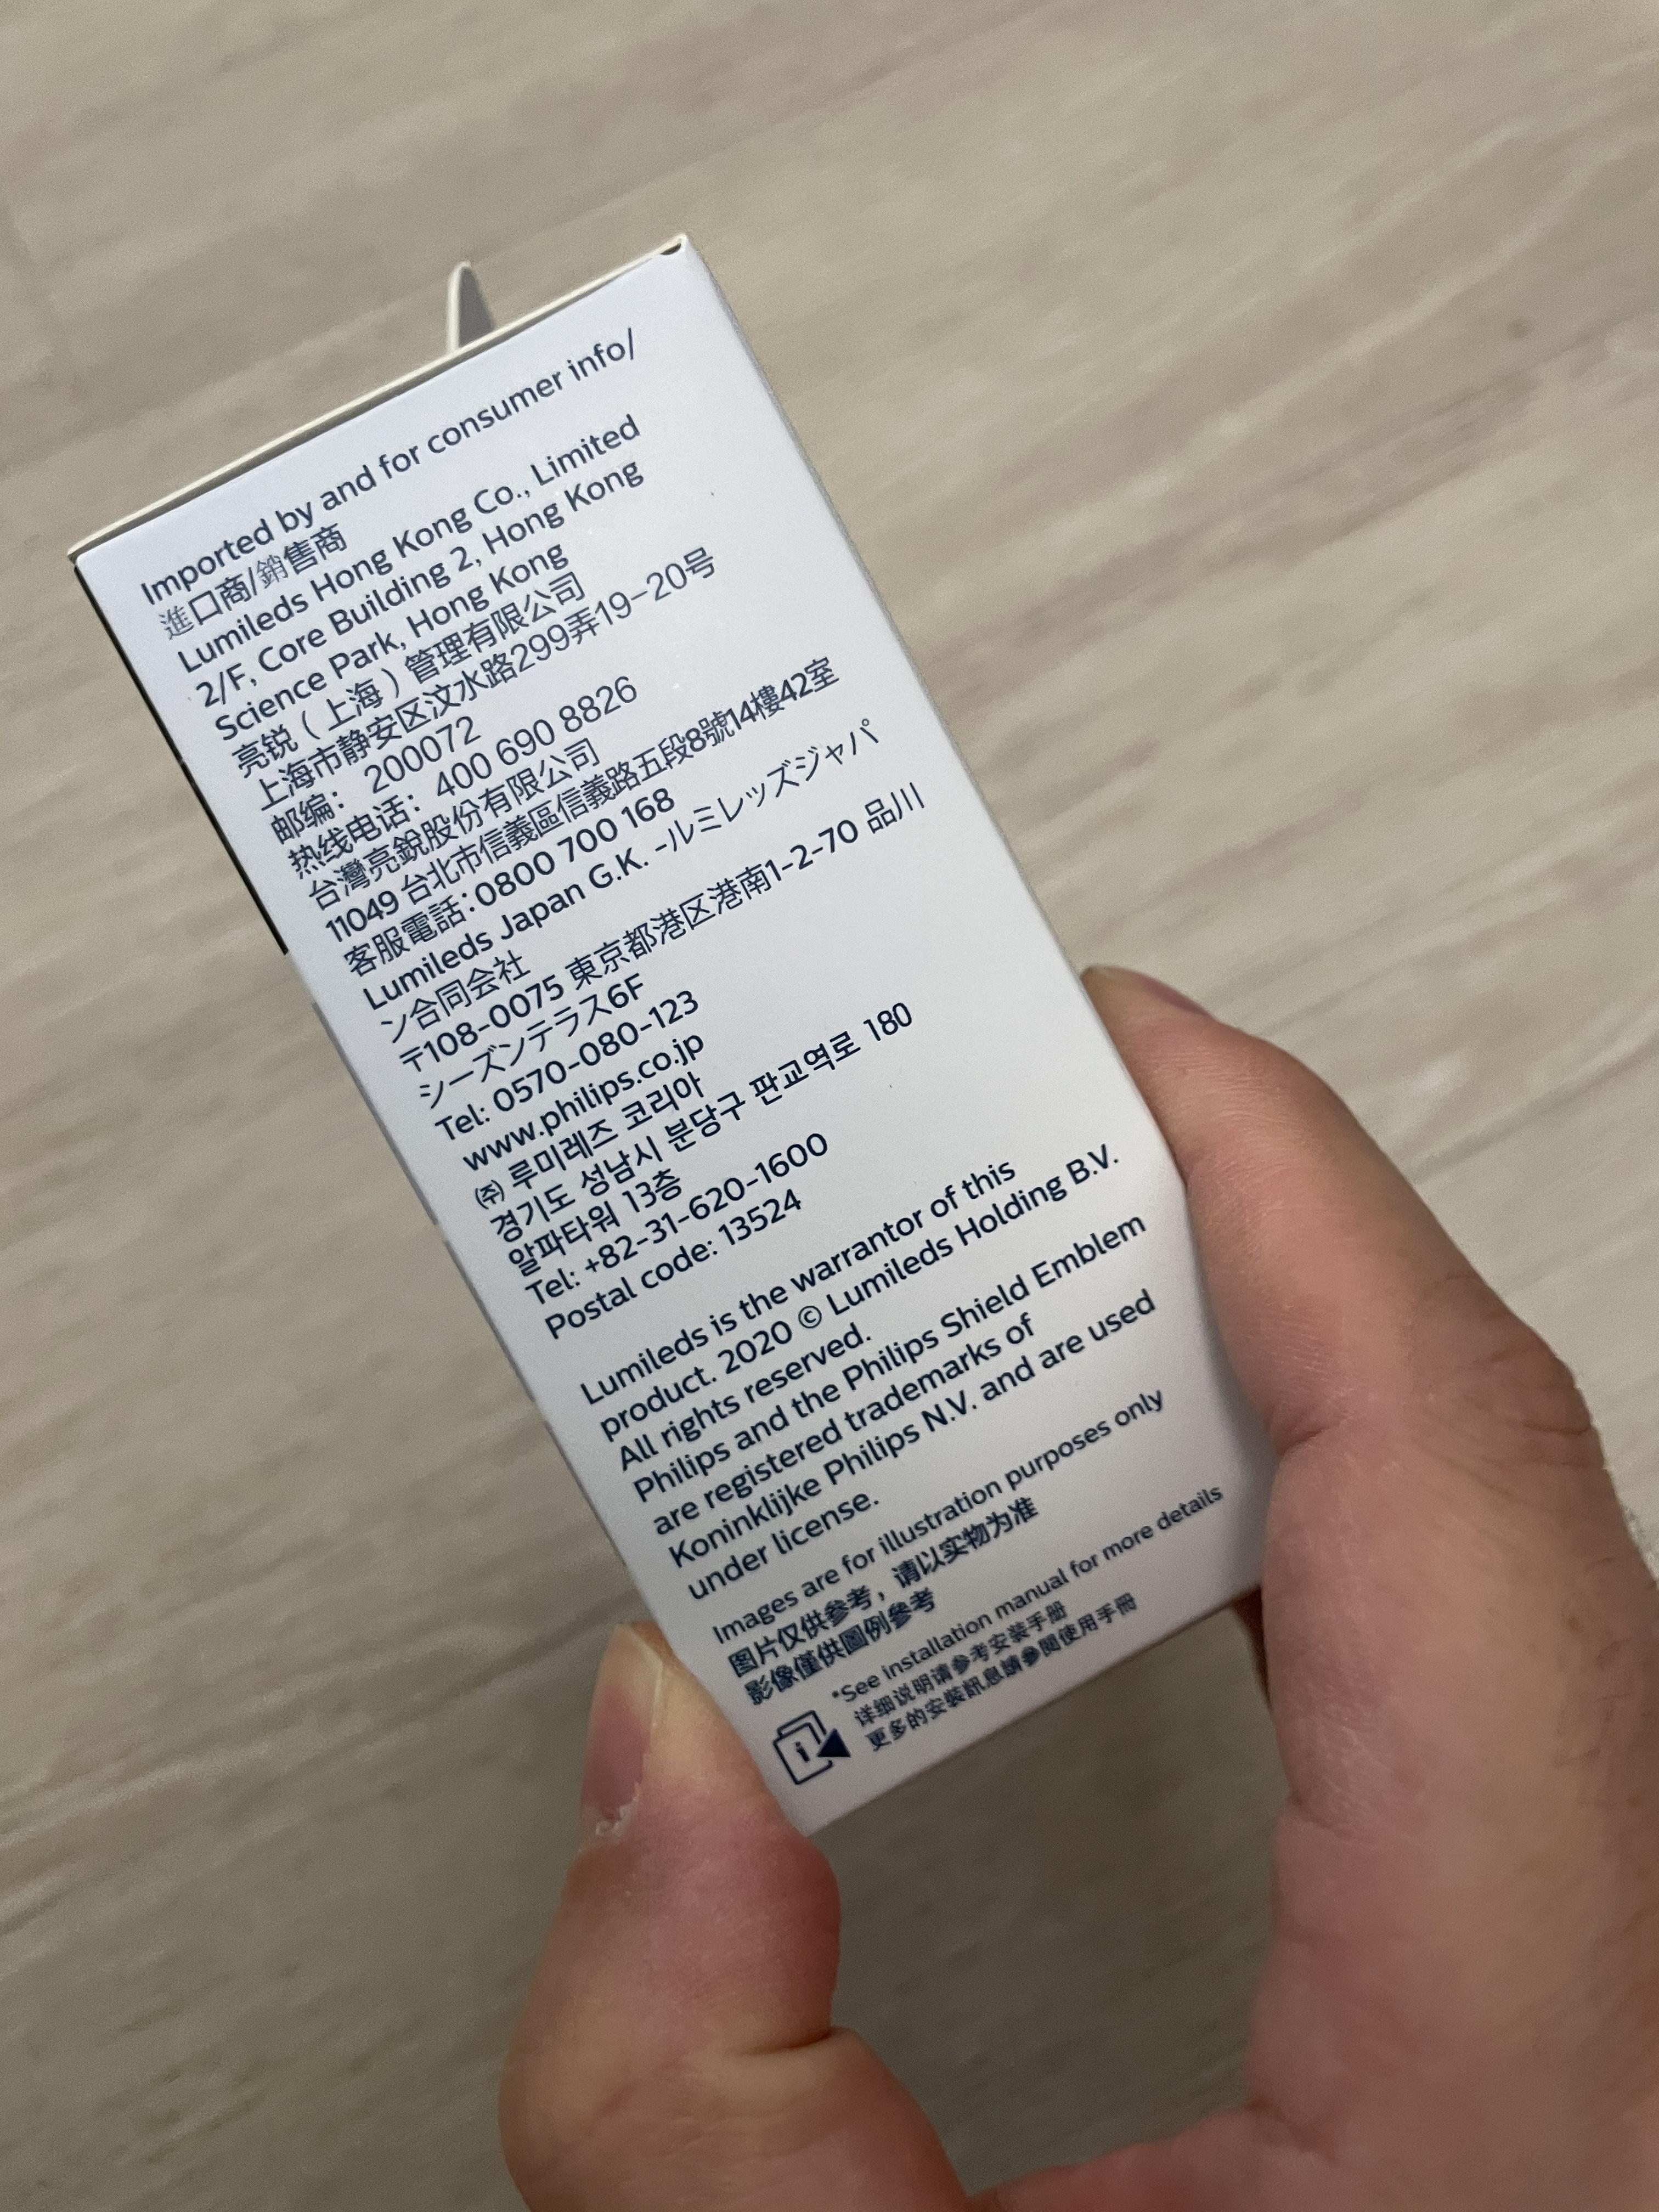 Imported by and for consumer info/
進口商/銷售商
Lumileds Hong Kong Co., Limited
2/F, Core Building 2, Hong Kong
Science Park, Hong Kong
亮锐（上海）管理有限公司
上海市静安区汶水路299弄19-20号
邮编： 200072
热线电话：400 690 8826
台灣亮銳股份有限公司
11049 台北市信義區信義路五段8號14樓42室
客服電話：0800 700 168
Lumileds Japan G.K. -ルミレッズジャパ
ン合同会社
〒108-0075 東京都港区港南1-2-70 品川
シーズンテラス6F
Tel: 0570-080-123
www.philips.co.jp
㈜ 루미레즈 코리아
경기도 성남시 분당구 판교역로 180
알파타워 13층
Tel: +82-31-620-1600
Postal code: 13524
Lumileds is the warrantor of this
product. 2020 © Lumileds Holding B.V.
All rights reserved.
Philips and the Philips Shield Emblem
are registered trademarks of
Koninklijke Philips N.V. and are used
under license.
Images are for illustration purposes only
图片仅供参考，请以实物为准
影像僅供圖例參考
*See installation manual for more details
详细说明请参考安装手册
更多的安裝訊息請參閱使用手冊
i